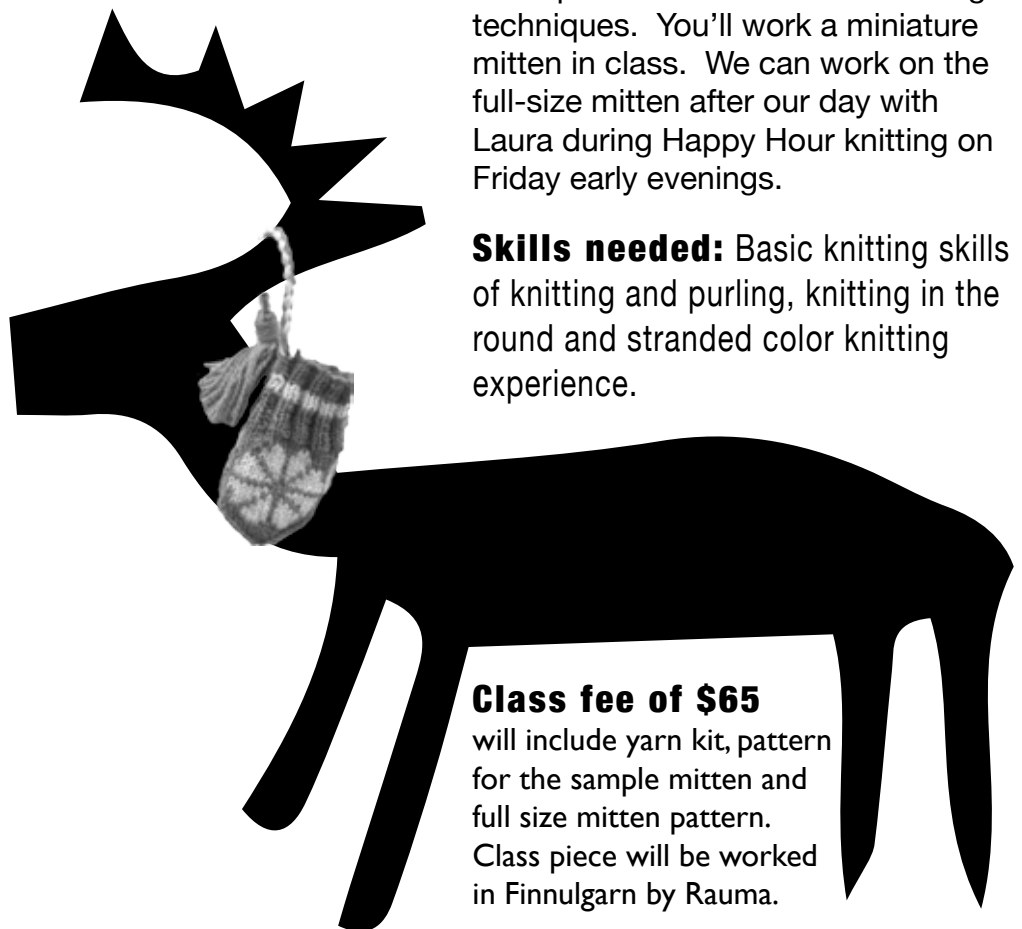 techniques.  You'll work a miniature
mitten in class.  We can work on the
full-size mitten after our day with
Laura during Happy Hour knitting on
Friday early evenings.
Skills needed: Basic knitting skills
of knitting and purling, knitting in the
round and stranded color knitting
experience.
Class fee of $65
will include yarn kit, pattern
for the sample mitten and
full size mitten pattern.
Class piece will be worked
in Finnulgarn by Rauma.